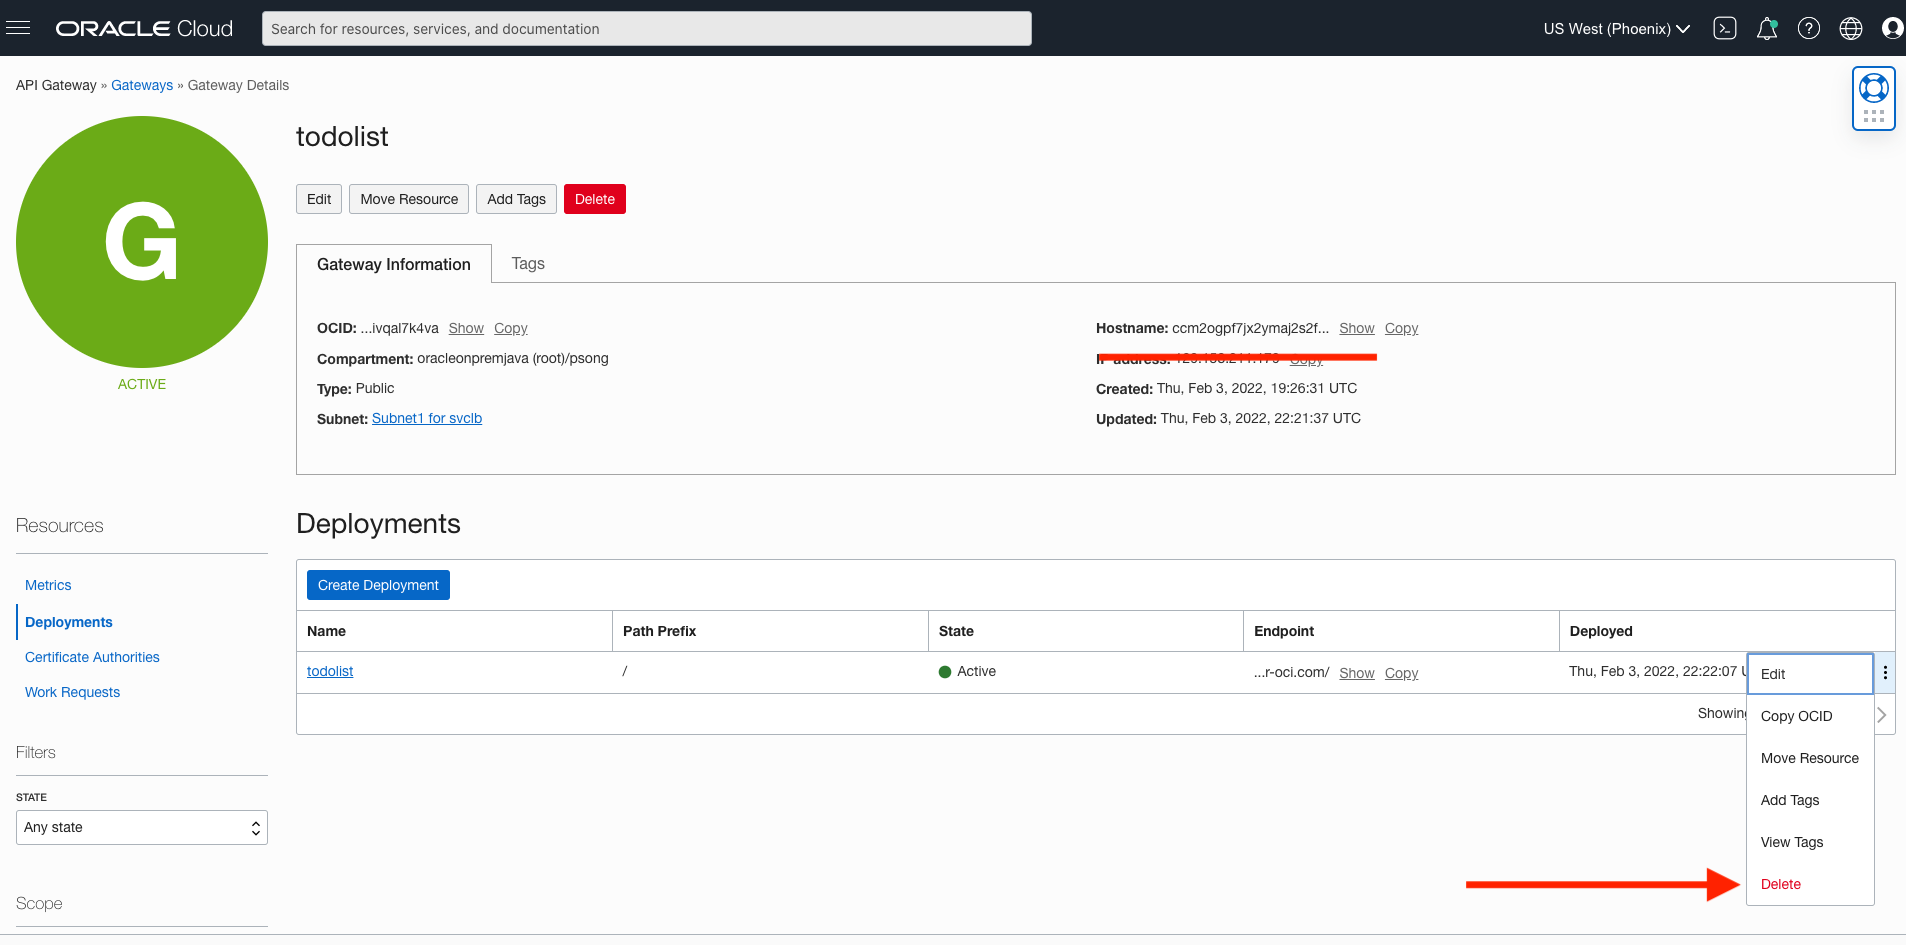 ORACLE Cloud
Search for resources, services, and documentation
US West (Phoenix)
API Gateway » Gateways » Gateway Details
G
ACTIVE
todolist
Edit Move Resource Add Tags Delete
Gateway Information Tags
OCID: ...ivqal7k4va Show Copy
Compartment: oracleonpremjava (root)/psong
Type: Public
Subnet: Subnet1 for svclb
Hostname: ccm2ogpf7jx2ymaj2s2f... Show Copy
IP address: Copy
Created: Thu, Feb 3, 2022, 19:26:31 UTC
Updated: Thu, Feb 3, 2022, 22:21:37 UTC
Resources
Metrics
Deployments
Certificate Authorities
Work Requests
Filters
STATE
Any state
Scope
Deployments
Create Deployment
Name Path Prefix State Endpoint Deployed
todolist / Active ...r-oci.com/ Show Copy Thu, Feb 3, 2022, 22:22:07
Showing
Edit
Copy OCID
Move Resource
Add Tags
View Tags
Delete